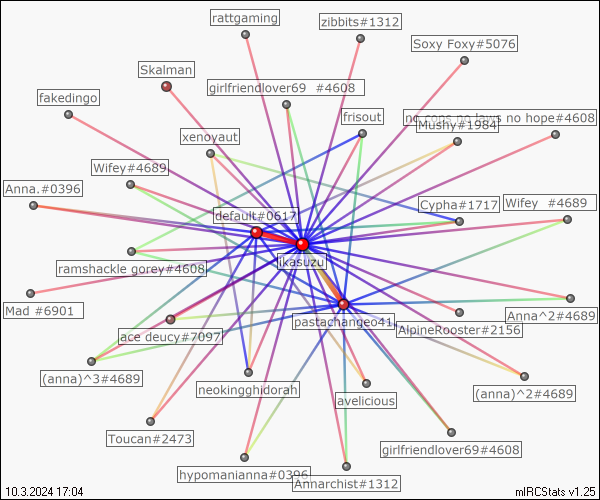 rattgaming
zibbits#1312
Soxy Foxy#5076
Skalman
girlfriendlover69 #4608
fakedingo
frisout
no cops no laws no hope#4608
Mushy#1984
xenoyaut
Wifey#4689
Anna.#0396
Cypha#1717
Wifey #4689
default#0617
ikasuzu
ramshackle gorey#4608
Mad #6901
pastachangeo41
Anna^2#4689
AlpineRooster#2156
ace deucy#7097
(anna)^3#4689
neokingghidorah
avelicious
(anna)^2#4689
Toucan#2473
girlfriendlover69#4608
hypomanianna#0396
Annarchist#1312
10.3.2024 17:04
mIRCStats v1.25